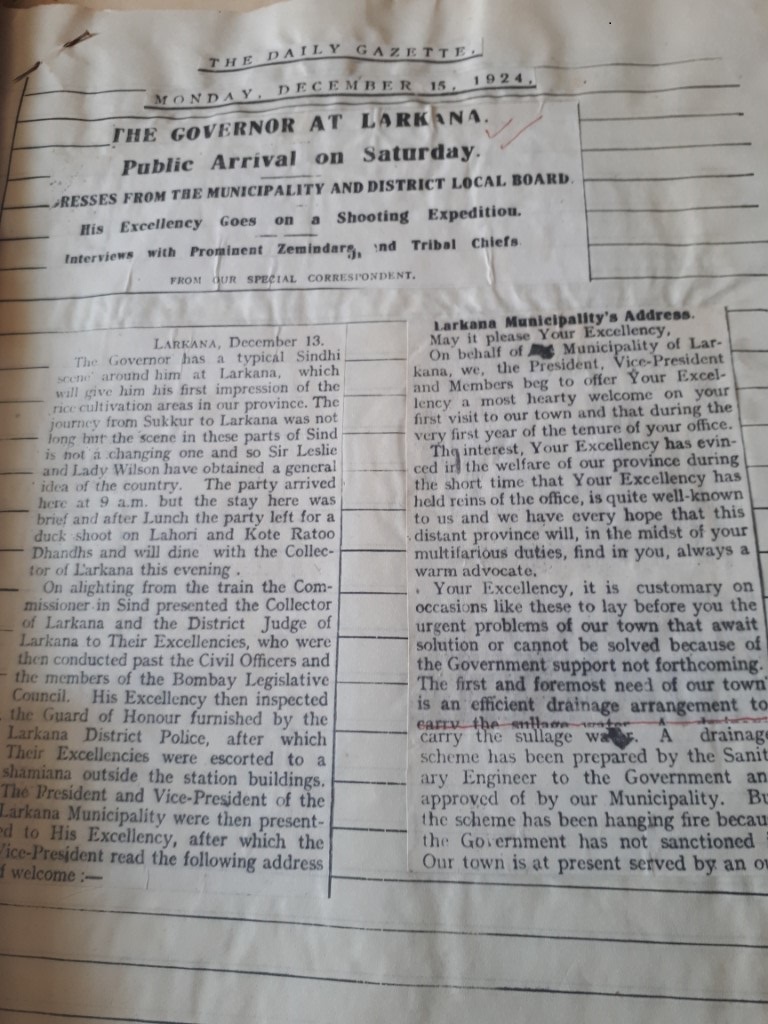 THE DAILY GAZETTE.
MONDAY, DECEMBER 15, 1924.
THE GOVERNOR AT LARKANA.
Public Arrival on Saturday.
RESSES FROM THE MUNICIPALITY AND DISTRICT LOCAL BOARD.
His Excellency Goes on a Shooting Expedition.
Interviews with Prominent Zemindars, and Tribal Chiefs
FROM OUR SPECIAL CORRESPONDENT.
LARKANA, December 13.
The Governor has a typical Sindhi
scene around him at Larkana, which
will give him his first impression of the
rice cultivation areas in our province. The
journey from Sukkur to Larkana was not
long but the scene in these parts of Sind
is not a changing one and so Sir Leslie
and Lady Wilson have obtained a general
idea of the country. The party arrived
here at 9 a.m. but the stay here was
brief and after Lunch the party left for a
duck shoot on Lahori and Kote Ratoo
Dhandhs and will dine with the Collec-
tor of Larkana this evening.
On alighting from the train the Com-
missioner in Sind presented the Collector
of Larkana and the District Judge of
Larkana to Their Excellencies, who were
then conducted past the Civil Officers and
the members of the Bombay Legislative
Council. His Excellency then inspected
the Guard of Honour furnished by the
Larkana District Police, after which
Their Excellencies were escorted to a
shamiana outside the station buildings.
The President and Vice-President of the
Larkana Municipality were then present-
ed to His Excellency, after which the
Vice-President read the following address
f welcome :—
Larkana Municipality's Address.
May it please Your Excellency,
On behalf of Municipality of Lar-
kana, we, the President, Vice-President
and Members beg to offer Your Excel-
lency a most hearty welcome on your
first visit to our town and that during the
very first year of the tenure of your office.
The interest, Your Excellency has evin-
ced in the welfare of our province during
the short time that Your Excellency has
held reins of the office, is quite well-known
to us and we have every hope that this
distant province will, in the midst of your
multifarious duties, find in you, always a
warm advocate.
Your Excellency, it is customary on
occasions like these to lay before you the
urgent problems of our town that await
solution or cannot be solved because of
the Government support not forthcoming.
The first and foremost need of our town
is an efficient drainage arrangement to
carry the sullage water. A
carry the sullage water. A drainage
scheme has been prepared by the Sanit
ary Engineer to the Government an
approved of by our Municipality. Bu
the scheme has been hanging fire becau
the Government has not sanctioned i
Our town is at present served by an o